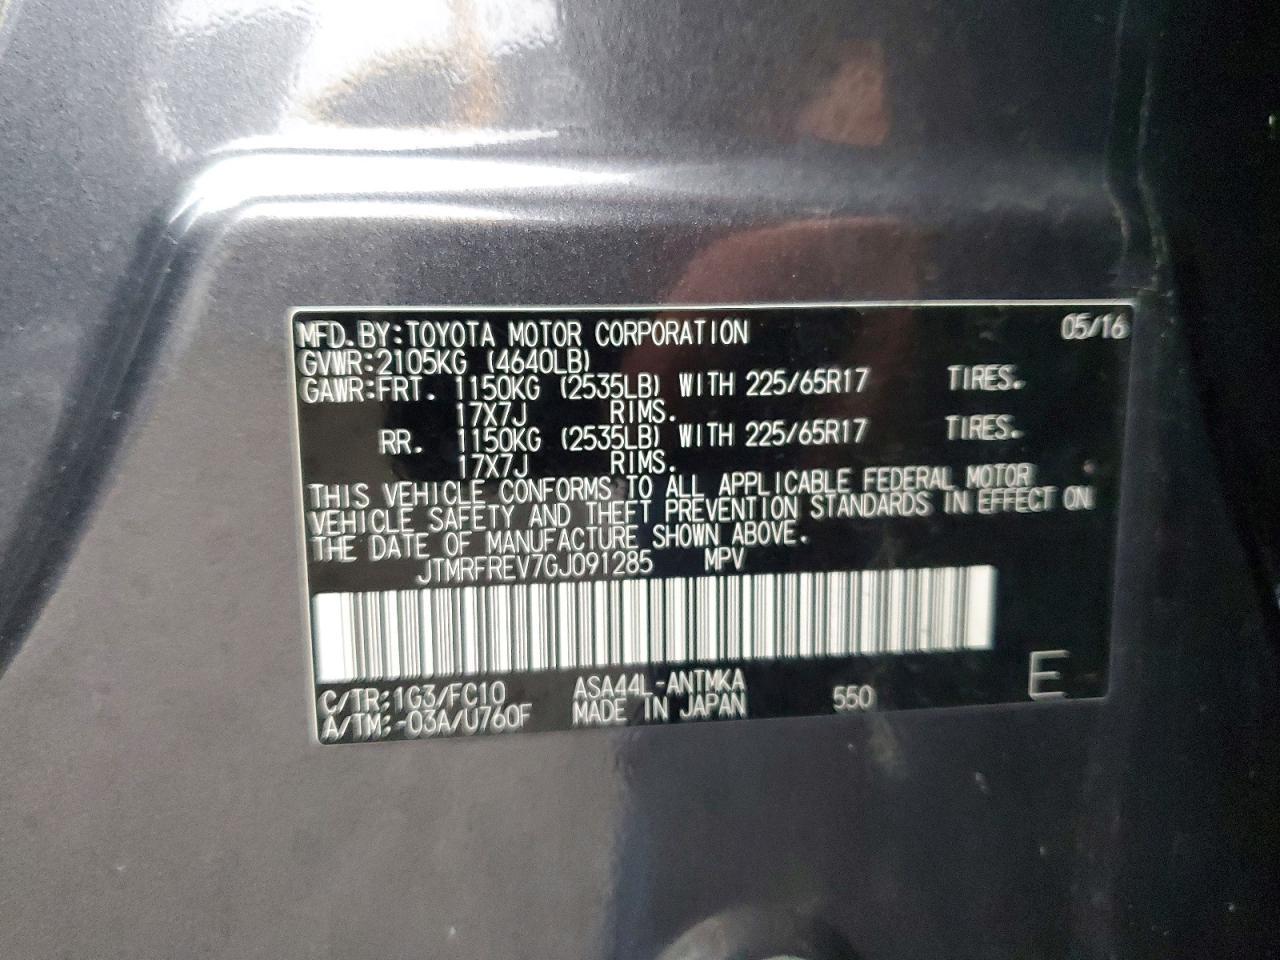 MFD.BY:TOYOTA MOTOR CORPORATION 05/16
GVWR:2105KG (4640LB)
GAWR:FRT. 1150KG (2535LB) WITH 225/65R17 TIRES.
17X7J RIMS.
RR. 1150KG (2535LB) WITH 225/65R17 TIRES.
17X7J RIMS.
THIS VEHICLE CONFORMS TO ALL APPLICABLE FEDERAL MOTOR
VEHICLE SAFETY AND THEFT PREVENTION STANDARDS IN EFFECT ON
THE DATE OF MANUFACTURE SHOWN ABOVE.
JTMRFREV7GJ091285 MPV
C/TR:1G3/FC10 ASA44L-ANTMKA 550 E
A/TM:-03A/U760F MADE IN JAPAN